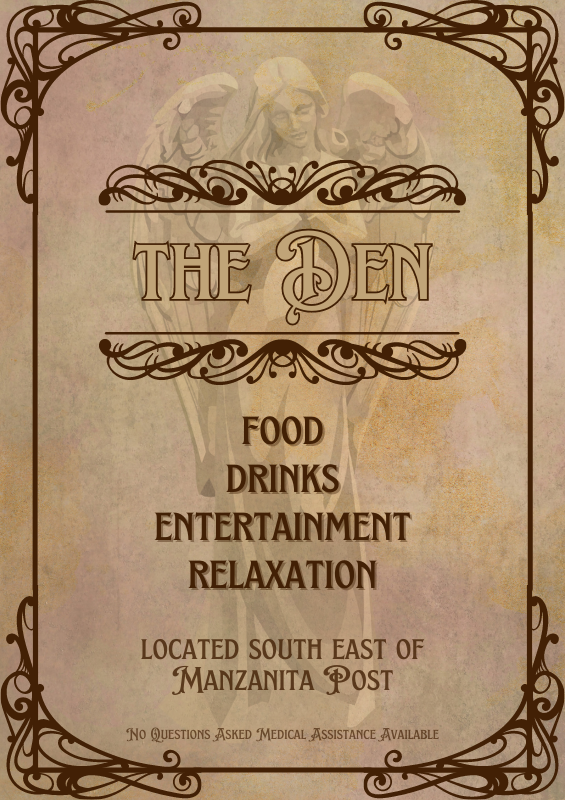 THE DEN
FOOD
DRINKS
ENTERTAINMENT
RELAXATION
LOCATED SOUTH EAST OF
MANZANITA POST
NO QUESTIONS ASKED MEDICAL ASSISTANCE AVAILABLE